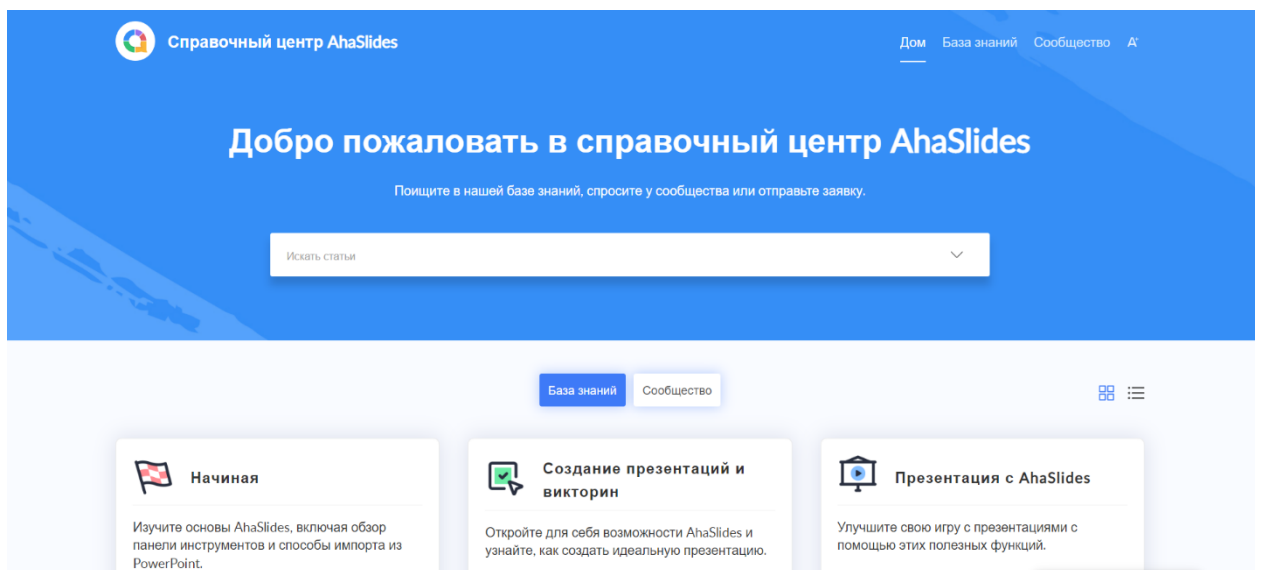 Справочный центр AhaSlides
Дом База знаний Сообщество
Добро пожаловать в справочный центр AhaSlides
Поищите в нашей базе знаний, спросите у сообщества или отправьте заявку.
Искать статьи
База знаний Сообщество
Начиная
Изучите основы AhaSlides, включая обзор
панели инструментов и способы импорта из
PowerPoint.
Создание презентаций и
викторин
Откройте для себя возможности AhaSlides и
узнайте, как создать идеальную презентацию.
Презентация с AhaSlides
Улучшите свою игру с презентациями с
помощью этих полезных функций.